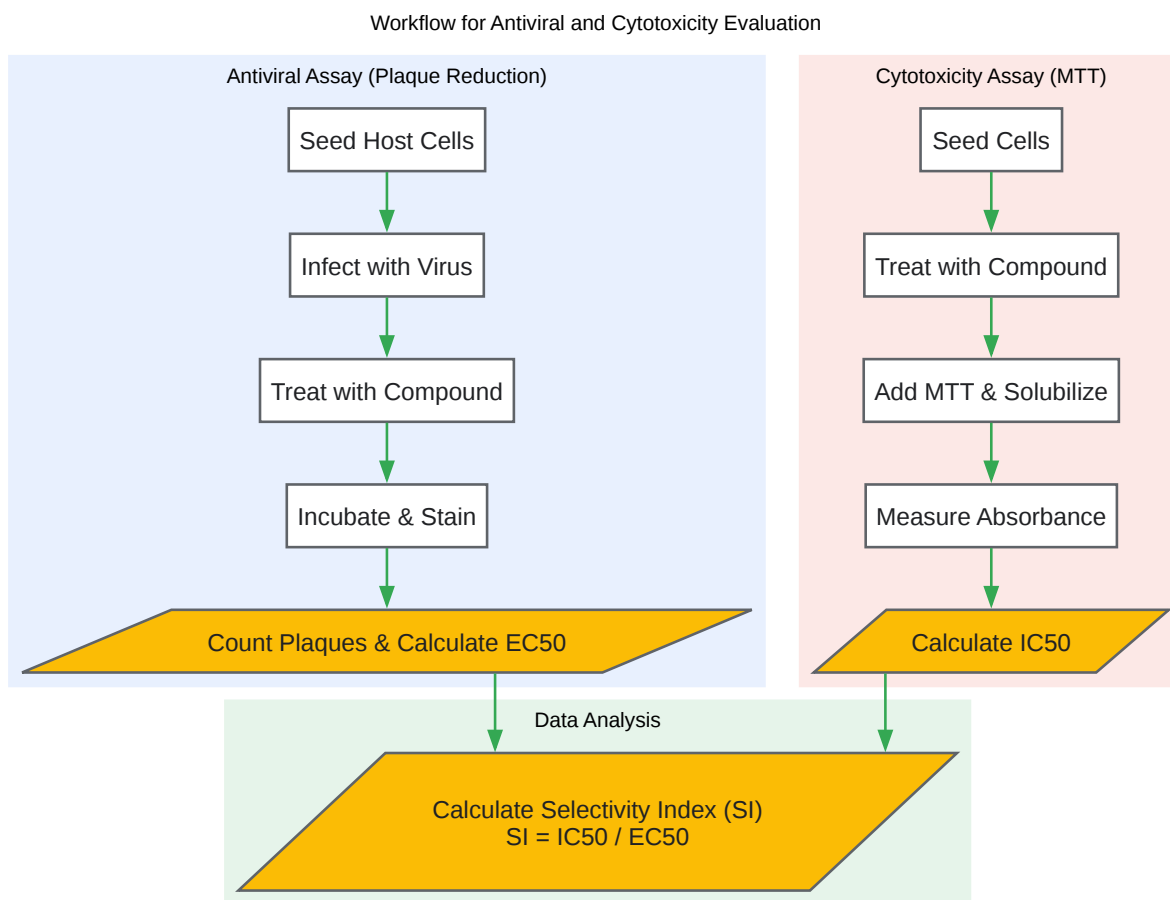 Workflow for Antiviral and Cytotoxicity Evaluation
Antiviral Assay (Plaque Reduction)
Seed Host Cells
Infect with Virus
Treat with Compound
Incubate & Stain
Count Plaques & Calculate EC50
Cytotoxicity Assay (MTT)
Seed Cells
Treat with Compound
Add MTT & Solubilize
Measure Absorbance
Calculate IC50
Data Analysis
Calculate Selectivity Index (SI)
SI = IC50 / EC50